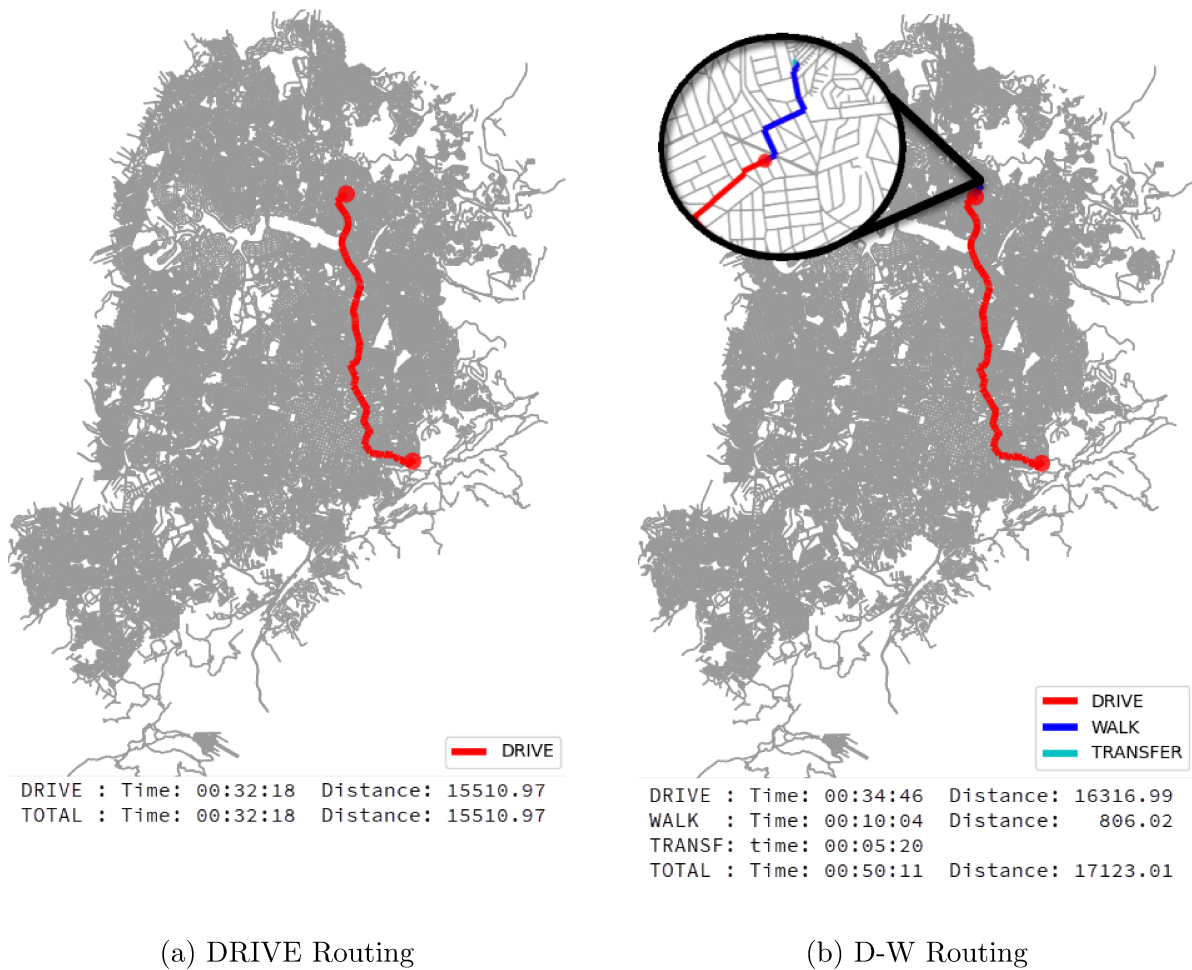 DRIVE
DRIVE : Time: 00:32:18 Distance: 15510.97
TOTAL : Time: 00:32:18 Distance: 15510.97
(a) DRIVE Routing
DRIVE
WALK
TRANSFER
DRIVE : Time: 00:34:46 Distance: 16316.99
WALK : Time: 00:10:04 Distance: 806.02
TRANSF: time: 00:05:20
TOTAL : Time: 00:50:11 Distance: 17123.01
(b) D-W Routing